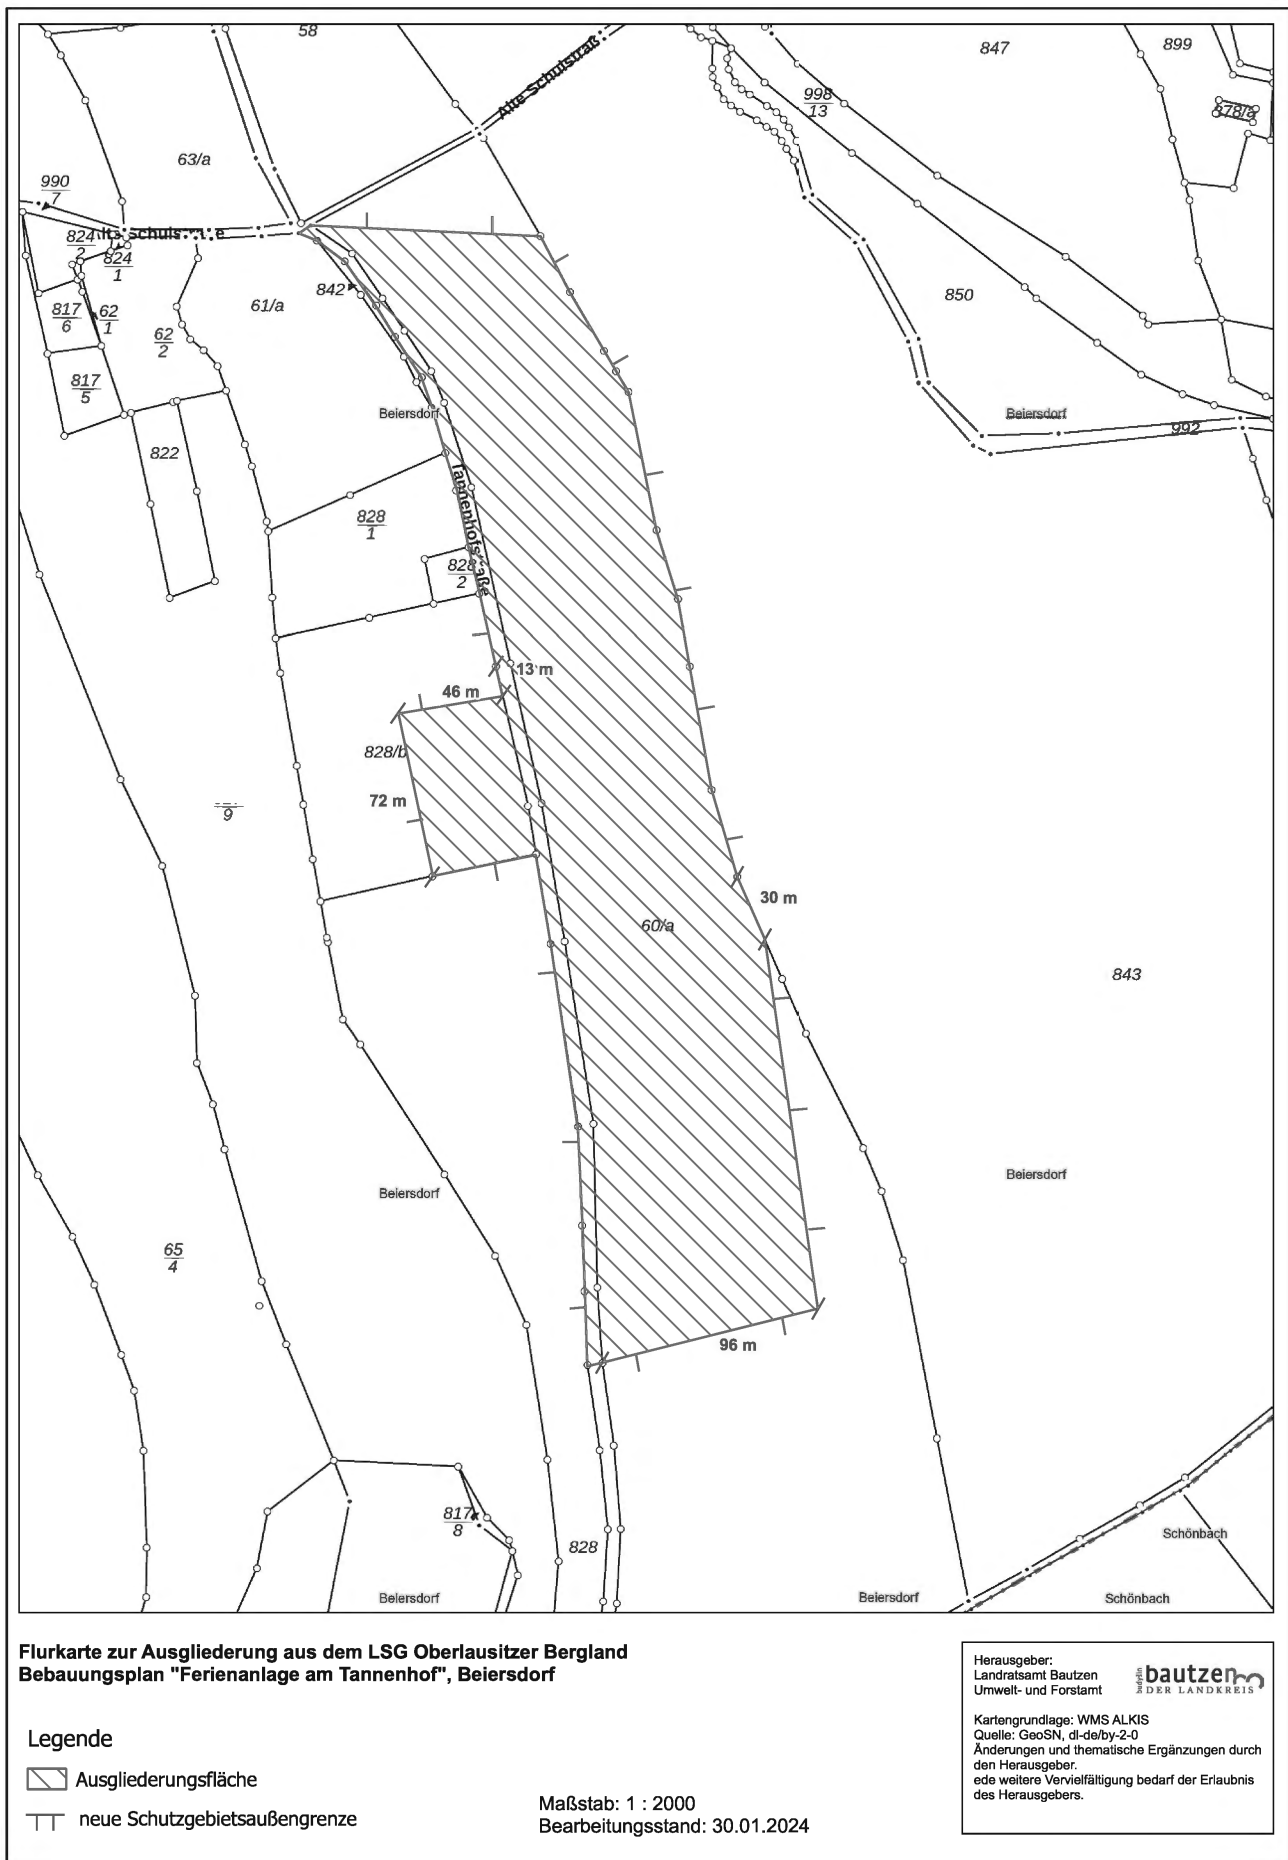 58
Alte Schulstraß
847
899
998
13
878/a
63/a
990
7
824
2
824
1
842
61/a
850
817
6
62
1
62
2
817
5
Beiersdorf
Beiersdorf
992
822
Tannenhofstraße
828
1
828
2
13 m
46 m
828/b
72 m
9
30 m
60/a
843
Beiersdorf
Beiersdorf
65
4
96 m
817
8
828
Schönbach
Beiersdorf
Beiersdorf
Schönbach
Flurkarte zur Ausgliederung aus dem LSG Oberlausitzer Bergland
Bebauungsplan "Ferienanlage am Tannenhof", Beiersdorf
Legende
Ausgliederungsfläche
neue Schutzgebietsaußengrenze
Maßstab: 1 : 2000
Bearbeitungsstand: 30.01.2024
Herausgeber:
Landratsamt Bautzen
Umwelt- und Forstamt
budyšin
bautzen
DER LANDKREIS
Kartengrundlage: WMS ALKIS
Quelle: GeoSN, dl-de/by-2-0
Änderungen und thematische Ergänzungen durch
den Herausgeber.
ede weitere Vervielfältigung bedarf der Erlaubnis
des Herausgebers.